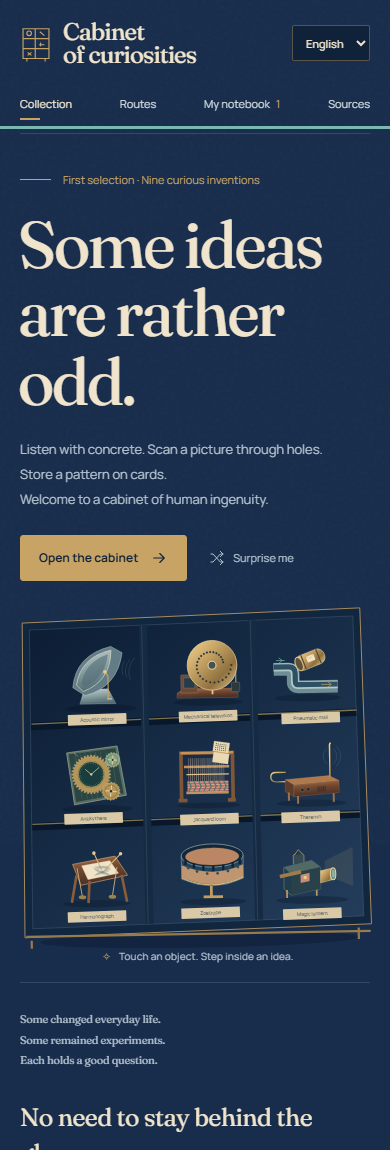 Cabinet
of curiosities
English
Collection
Routes
My notebook 1
Sources
First selection · Nine curious inventions
Some ideas
are rather
odd.
Listen with concrete. Scan a picture through holes.
Store a pattern on cards.
Welcome to a cabinet of human ingenuity.
Open the cabinet →
Surprise me
Acoustic mirror
Mechanical television
Pneumatic mail
Antikythera
Jacquard loom
Theremin
Harmonograph
Zoetrope
Magic lantern
Touch an object. Step inside an idea.
Some changed everyday life.
Some remained experiments.
Each holds a good question.
No need to stay behind the